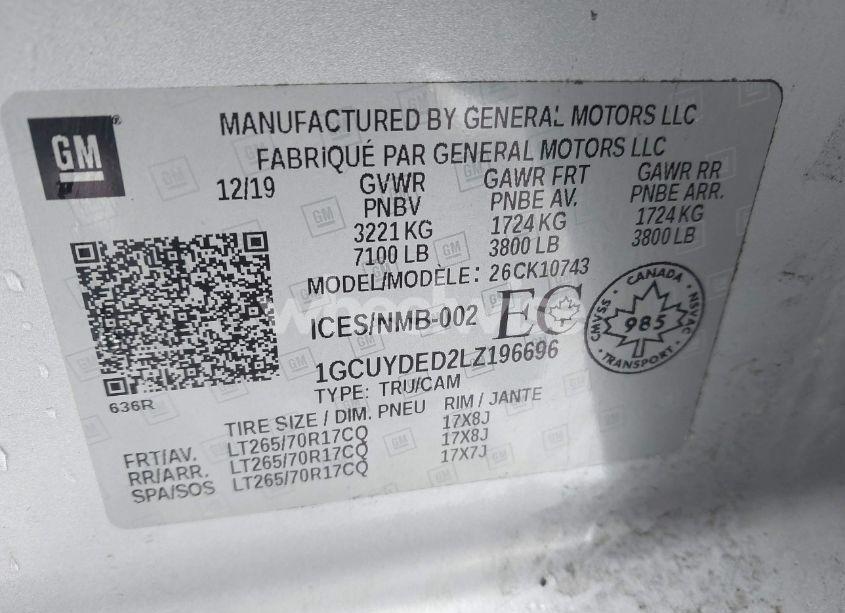 GM
MANUFACTURED BY GENERAL MOTORS LLC
FABRIQUÉ PAR GENERAL MOTORS LLC
12/19
GVWR
PNBV
3221 KG
7100 LB
GAWR FRT
PNBE AV.
1724 KG
3800 LB
GAWR RR
PNBE ARR.
1724 KG
3800 LB
MODEL/MODÈLE: 26CK10743
ICES/NMB-002 EC
1GCUYDED2LZ196696
TYPE: TRU/CAM
CANADA
CMVSS 985 NSVAC
TRANSPORT
636R
TIRE SIZE / DIM. PNEU RIM / JANTE
FRT/AV. LT265/70R17CQ 17X8J
RR/ARR. LT265/70R17CQ 17X8J
SPA/SOS LT265/70R17CQ 17X7J